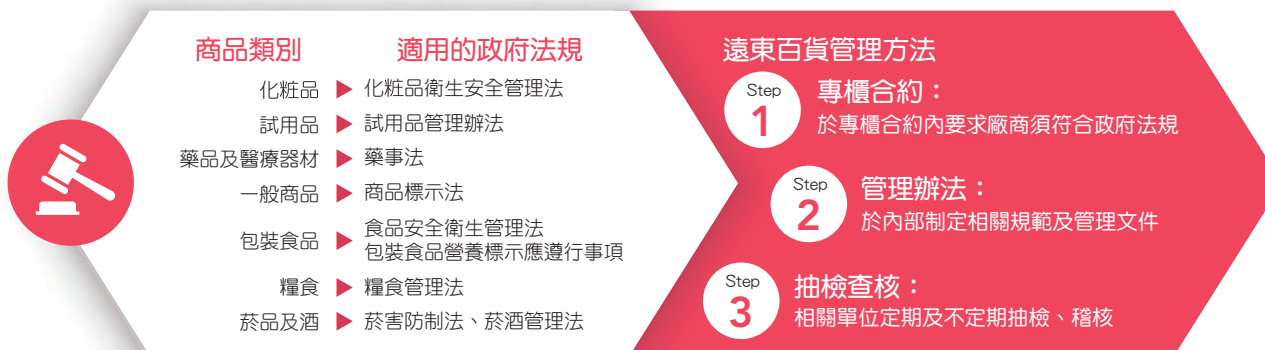 商品類別 適用的政府法規
化粧品 化粧品衛生安全管理法
試用品 試用品管理辦法
藥品及醫療器材 藥事法
一般商品 商品標示法
包裝食品 食品安全衛生管理法
包裝食品營養標示應遵行事項
糧食 糧食管理法
菸品及酒 菸害防制法、菸酒管理法
遠東百貨管理方法
Step 1 專櫃合約：
於專櫃合約內要求廠商須符合政府法規
Step 2 管理辦法：
於內部制定相關規範及管理文件
Step 3 抽檢查核：
相關單位定期及不定期抽檢、稽核